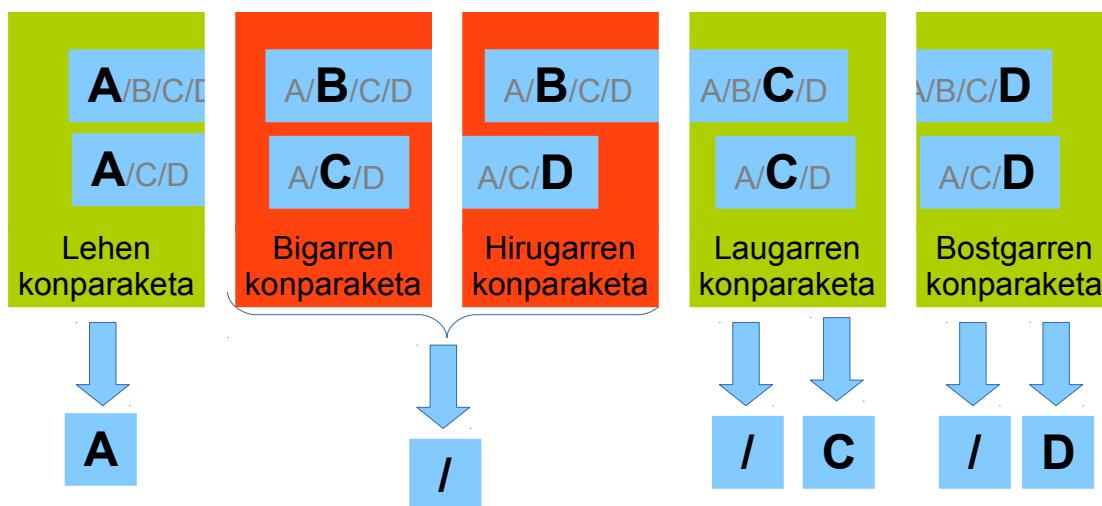 A/B/C/D
A/C/D
Lehen
konparaketa
A
A/B/C/D
A/C/D
Bigarren
konparaketa
A/B/C/D
A/C/D
Hirugarren
konparaketa
/
A/B/C/D
A/C/D
Laugarren
konparaketa
/ C
A/B/C/D
A/C/D
Bostgarren
konparaketa
/ D